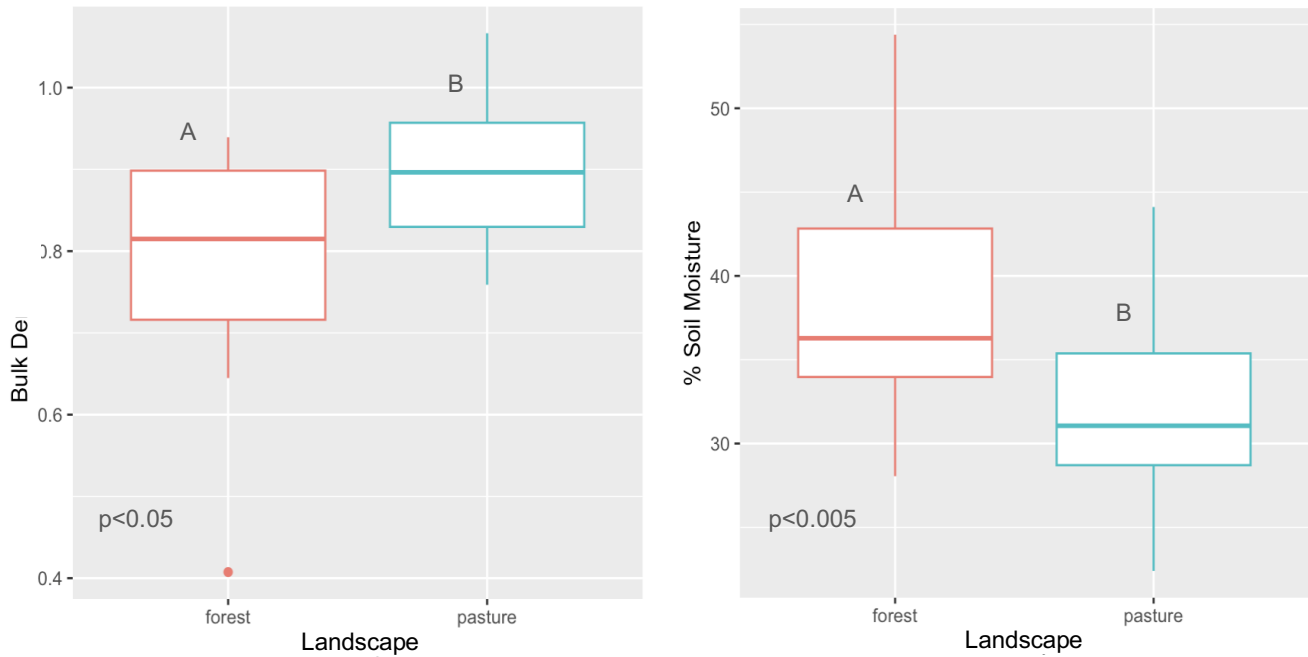 Bulk De
1.0
0.8
0.6
0.4
A
B
p<0.05
forest
pasture
Landscape
% Soil Moisture
50
40
30
A
B
p<0.005
forest
pasture
Landscape